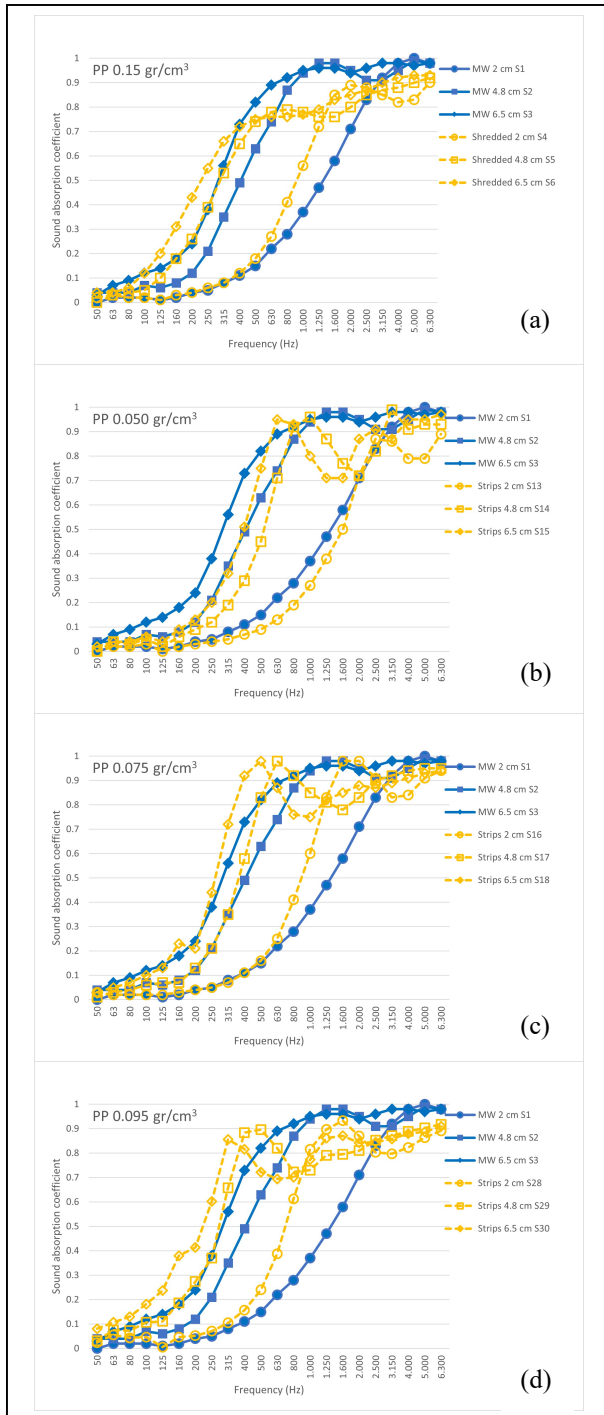 PP 0.15 gr/cm³
Sound absorption coefficient
1
0.9
0.8
0.7
0.6
0.5
0.4
0.3
0.2
0.1
0
50 63 80 100 125 160 200 250 315 400 500 630 800 1.000 1.250 1.600 2.000 2.500 3.150 4.000 5.000 6.300
Frequency (Hz)
MW 2 cm S1
MW 4.8 cm S2
MW 6.5 cm S3
Shredded 2 cm S4
Shredded 4.8 cm S5
Shredded 6.5 cm S6
(a)
PP 0.050 gr/cm³
Sound absorption coefficient
1
0.9
0.8
0.7
0.6
0.5
0.4
0.3
0.2
0.1
0
50 63 80 100 125 160 200 250 315 400 500 630 800 1.000 1.250 1.600 2.000 2.500 3.150 4.000 5.000 6.300
Frequency (Hz)
MW 2 cm S1
MW 4.8 cm S2
MW 6.5 cm S3
Strips 2 cm S13
Strips 4.8 cm S14
Strips 6.5 cm S15
(b)
PP 0.075 gr/cm³
Sound absorption coefficient
1
0.9
0.8
0.7
0.6
0.5
0.4
0.3
0.2
0.1
0
50 63 80 100 125 160 200 250 315 400 500 630 800 1.000 1.250 1.600 2.000 2.500 3.150 4.000 5.000 6.300
Frequency (Hz)
MW 2 cm S1
MW 4.8 cm S2
MW 6.5 cm S3
Strips 2 cm S16
Strips 4.8 cm S17
Strips 6.5 cm S18
(c)
PP 0.095 gr/cm³
Sound absorption coefficient
1
0.9
0.8
0.7
0.6
0.5
0.4
0.3
0.2
0.1
0
50 63 80 100 125 160 200 250 315 400 500 630 800 1.000 1.250 1.600 2.000 2.500 3.150 4.000 5.000 6.300
Frequency (Hz)
MW 2 cm S1
MW 4.8 cm S2
MW 6.5 cm S3
Strips 2 cm S28
Strips 4.8 cm S29
Strips 6.5 cm S30
(d)